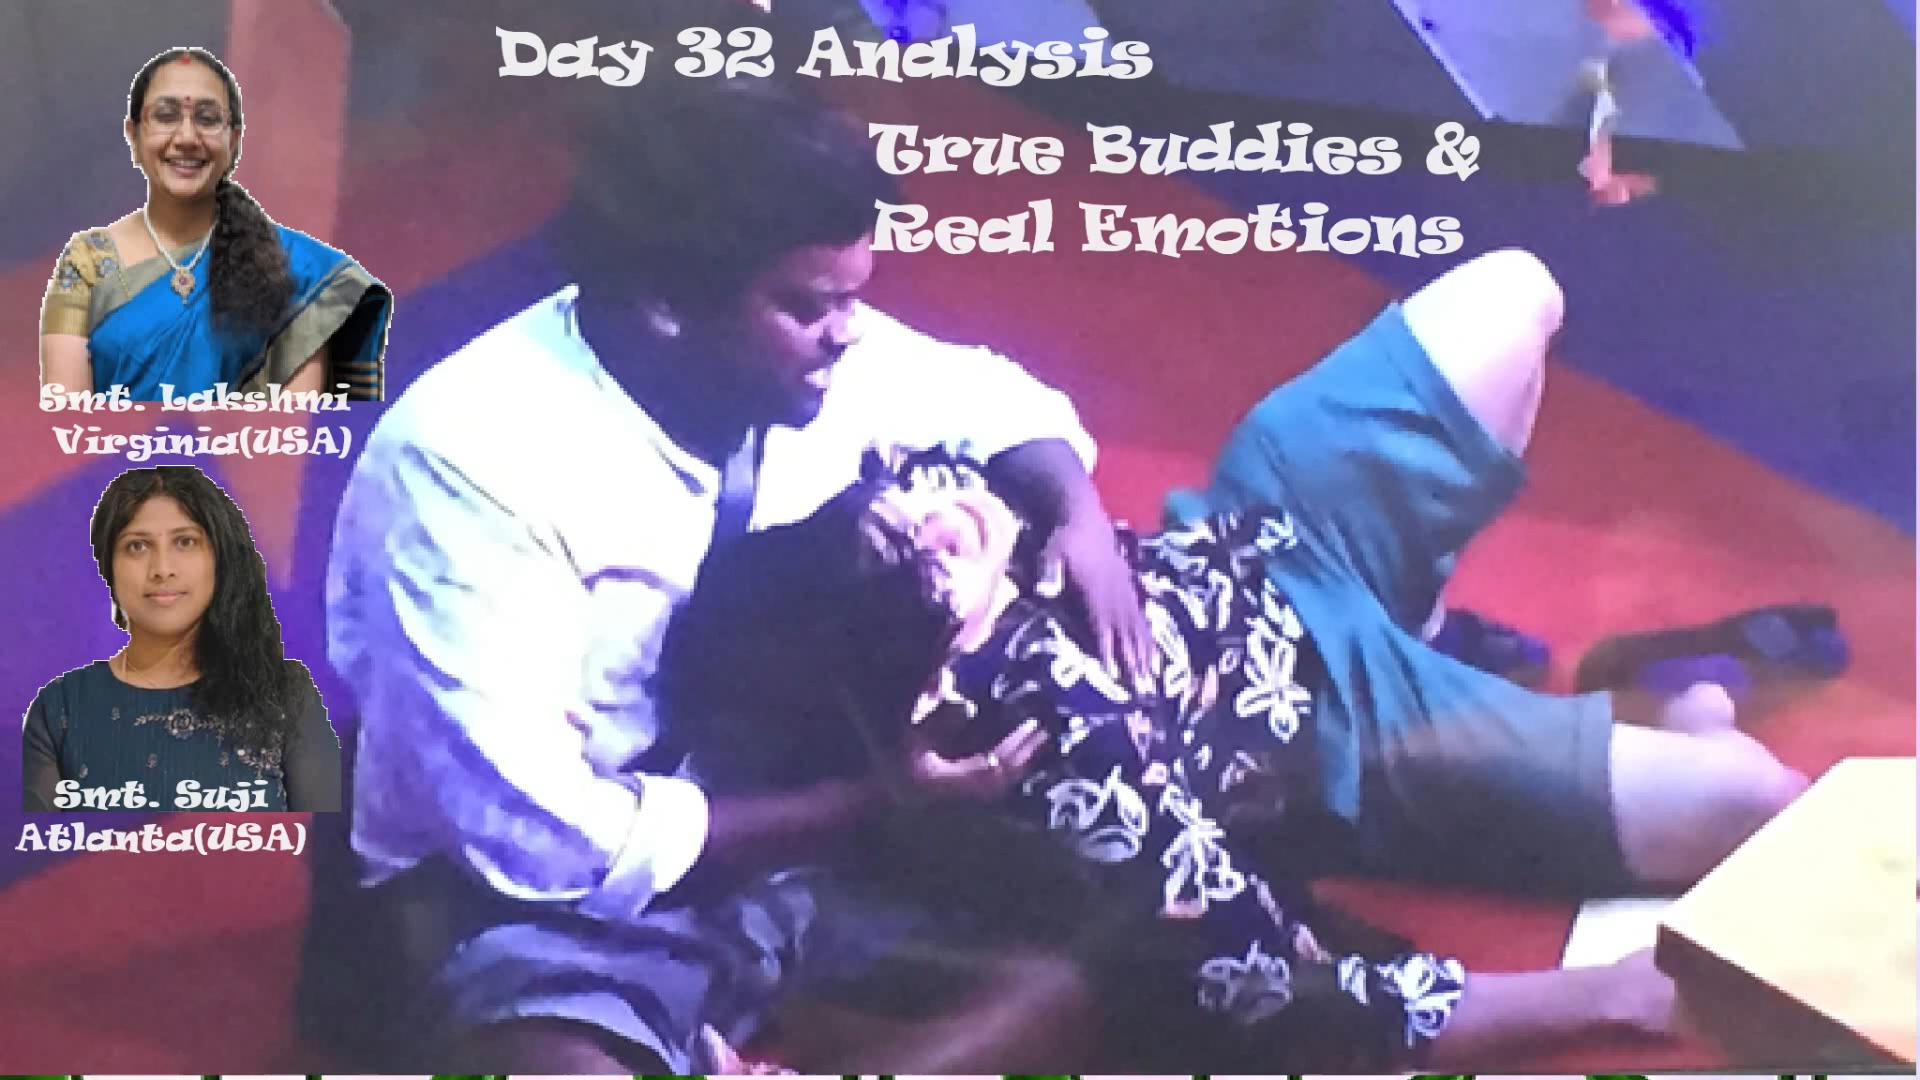 Day 32 Analysis
True Buddies &
Real Emotions
Smt. Lakshmi
Virginia(USA)
Smt. Suji
Atlanta(USA)